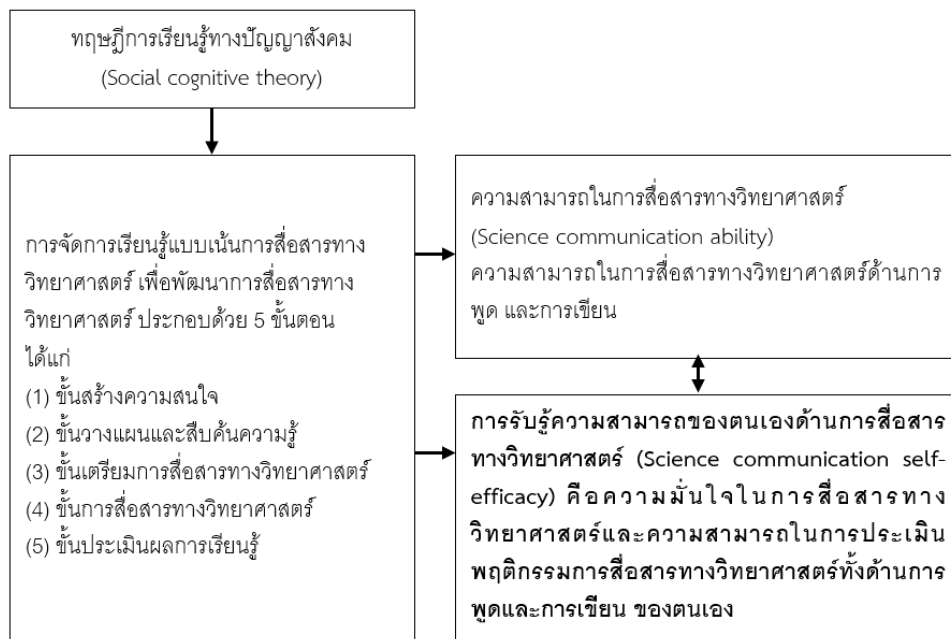 ทฤษฎีการเรียนรู้ทางปัญญาสังคม
(Social cognitive theory)
การจัดการเรียนรู้แบบเน้นการสื่อสารทาง
วิทยาศาสตร์ เพื่อพัฒนาการสื่อสารทาง
วิทยาศาสตร์ ประกอบด้วย 5 ขั้นตอน
ได้แก่
(1) ขั้นสร้างความสนใจ
(2) ขั้นวางแผนและสืบค้นความรู้
(3) ขั้นเตรียมการสื่อสารทางวิทยาศาสตร์
(4) ขั้นการสื่อสารทางวิทยาศาสตร์
(5) ขั้นประเมินผลการเรียนรู้
ความสามารถในการสื่อสารทางวิทยาศาสตร์
(Science communication ability)
ความสามารถในการสื่อสารทางวิทยาศาสตร์ด้านการ
พูด และการเขียน
การรับรู้ความสามารถของตนเองด้านการสื่อสาร
ทางวิทยาศาสตร์ (Science communication self-
efficacy) คือความมั่นใจในการสื่อสารทาง
วิทยาศาสตร์และความสามารถในการประเมิน
พฤติกรรมการสื่อสารทางวิทยาศาสตร์ทั้งด้านการ
พูดและการเขียน ของตนเอง